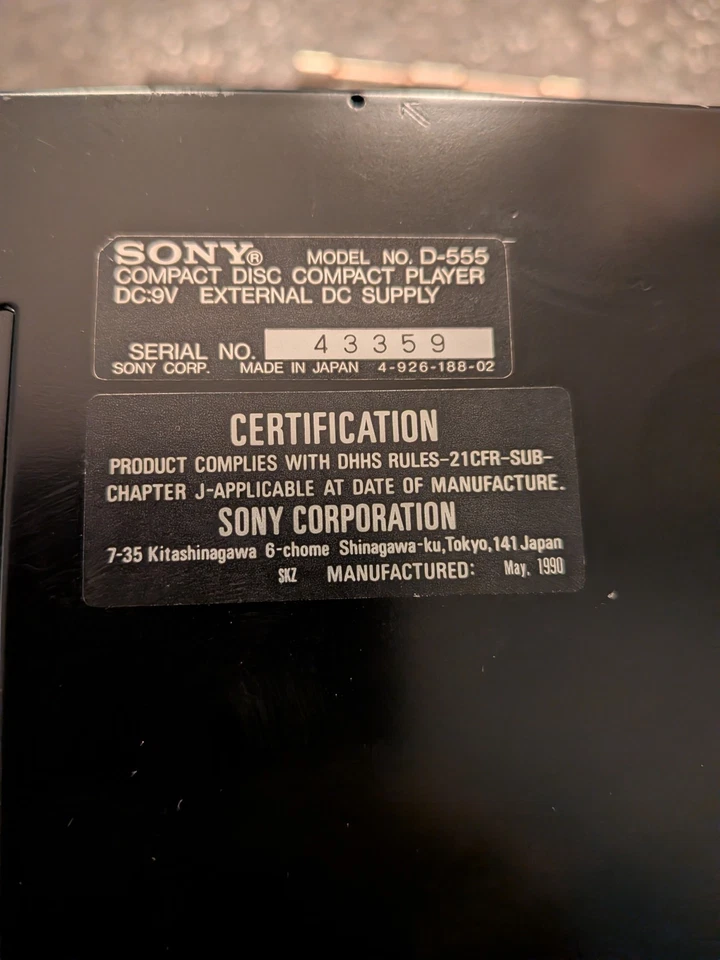 SONY® MODEL NO. D-555
COMPACT DISC COMPACT PLAYER
DC:9V EXTERNAL DC SUPPLY
SERIAL NO. 43359
SONY CORP. MADE IN JAPAN 4-926-188-02
CERTIFICATION
PRODUCT COMPLIES WITH DHHS RULES-21CFR-SUB-
CHAPTER J-APPLICABLE AT DATE OF MANUFACTURE.
SONY CORPORATION
7-35 Kitashinagawa 6-chome Shinagawa-ku,Tokyo,141 Japan
SKZ MANUFACTURED: May, 1990